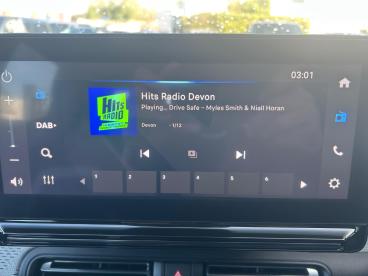 03:01
Hits Radio Devon
Playing... Drive Safe - Myles Smith & Niall Horan
Hits
RADIO
Devon - 1/12
DAB+
1 2 3 4 5 6